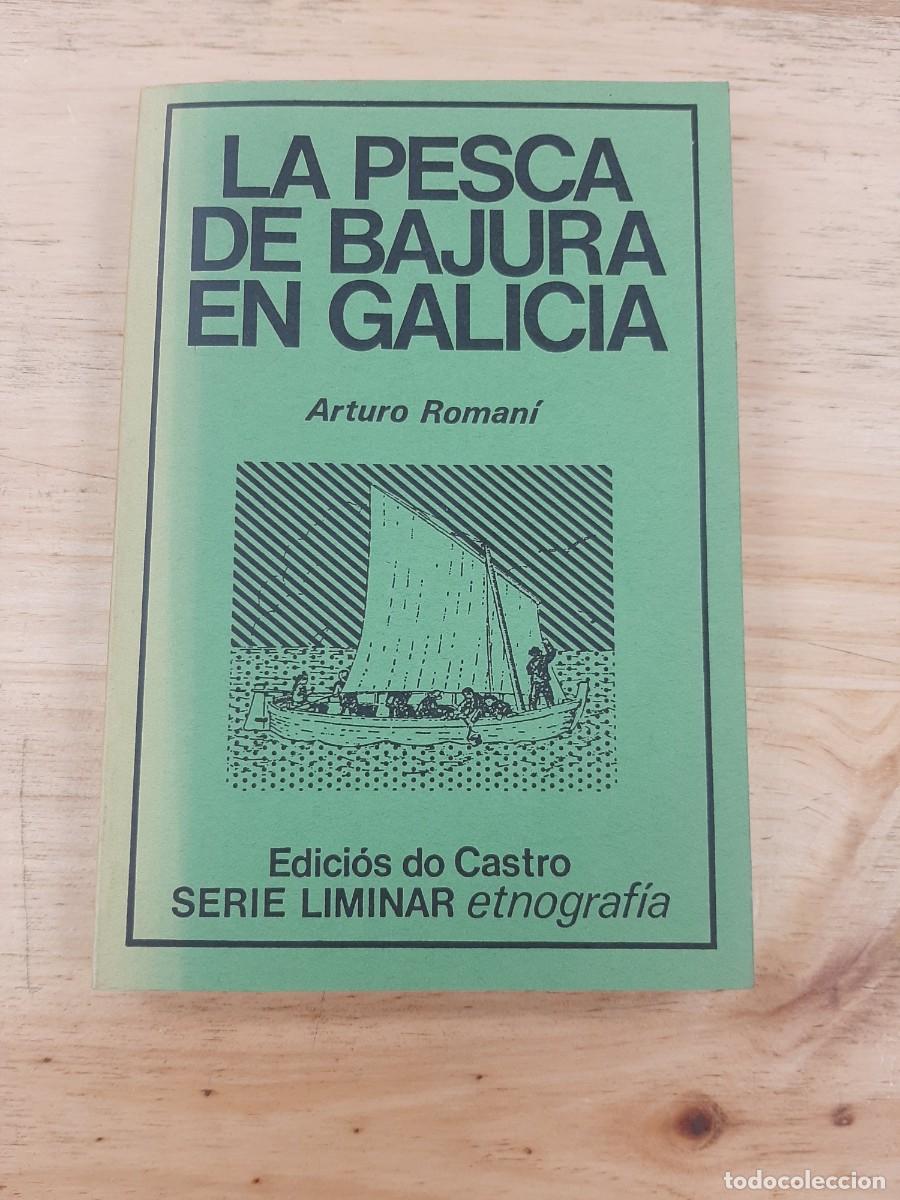 LA PESCA
DE BAJURA
EN GALICIA
Arturo Romaní
Ediciós do Castro
SERIE LIMINAR etnografía
todocoleccion